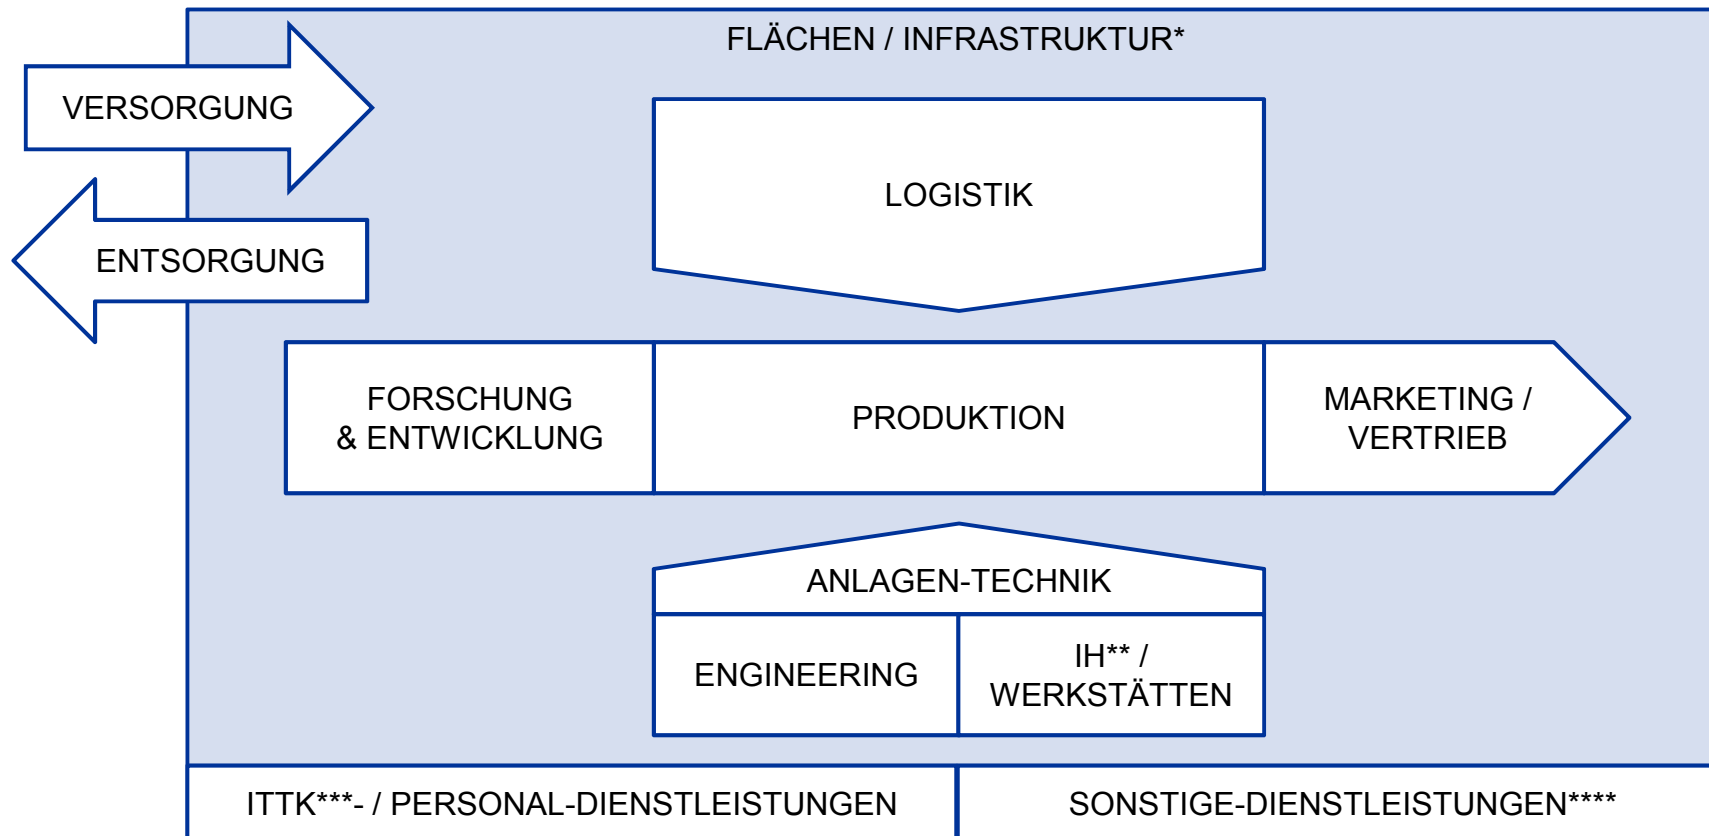 FLÄCHEN / INFRASTRUKTUR*
VERSORGUNG
ENTSORGUNG
LOGISTIK
FORSCHUNG
& ENTWICKLUNG
PRODUKTION
MARKETING /
VERTRIEB
ANLAGEN-TECHNIK
ENGINEERING
IH** /
WERKSTÄTTEN
ITTK***- / PERSONAL-DIENSTLEISTUNGEN
SONSTIGE-DIENSTLEISTUNGEN****